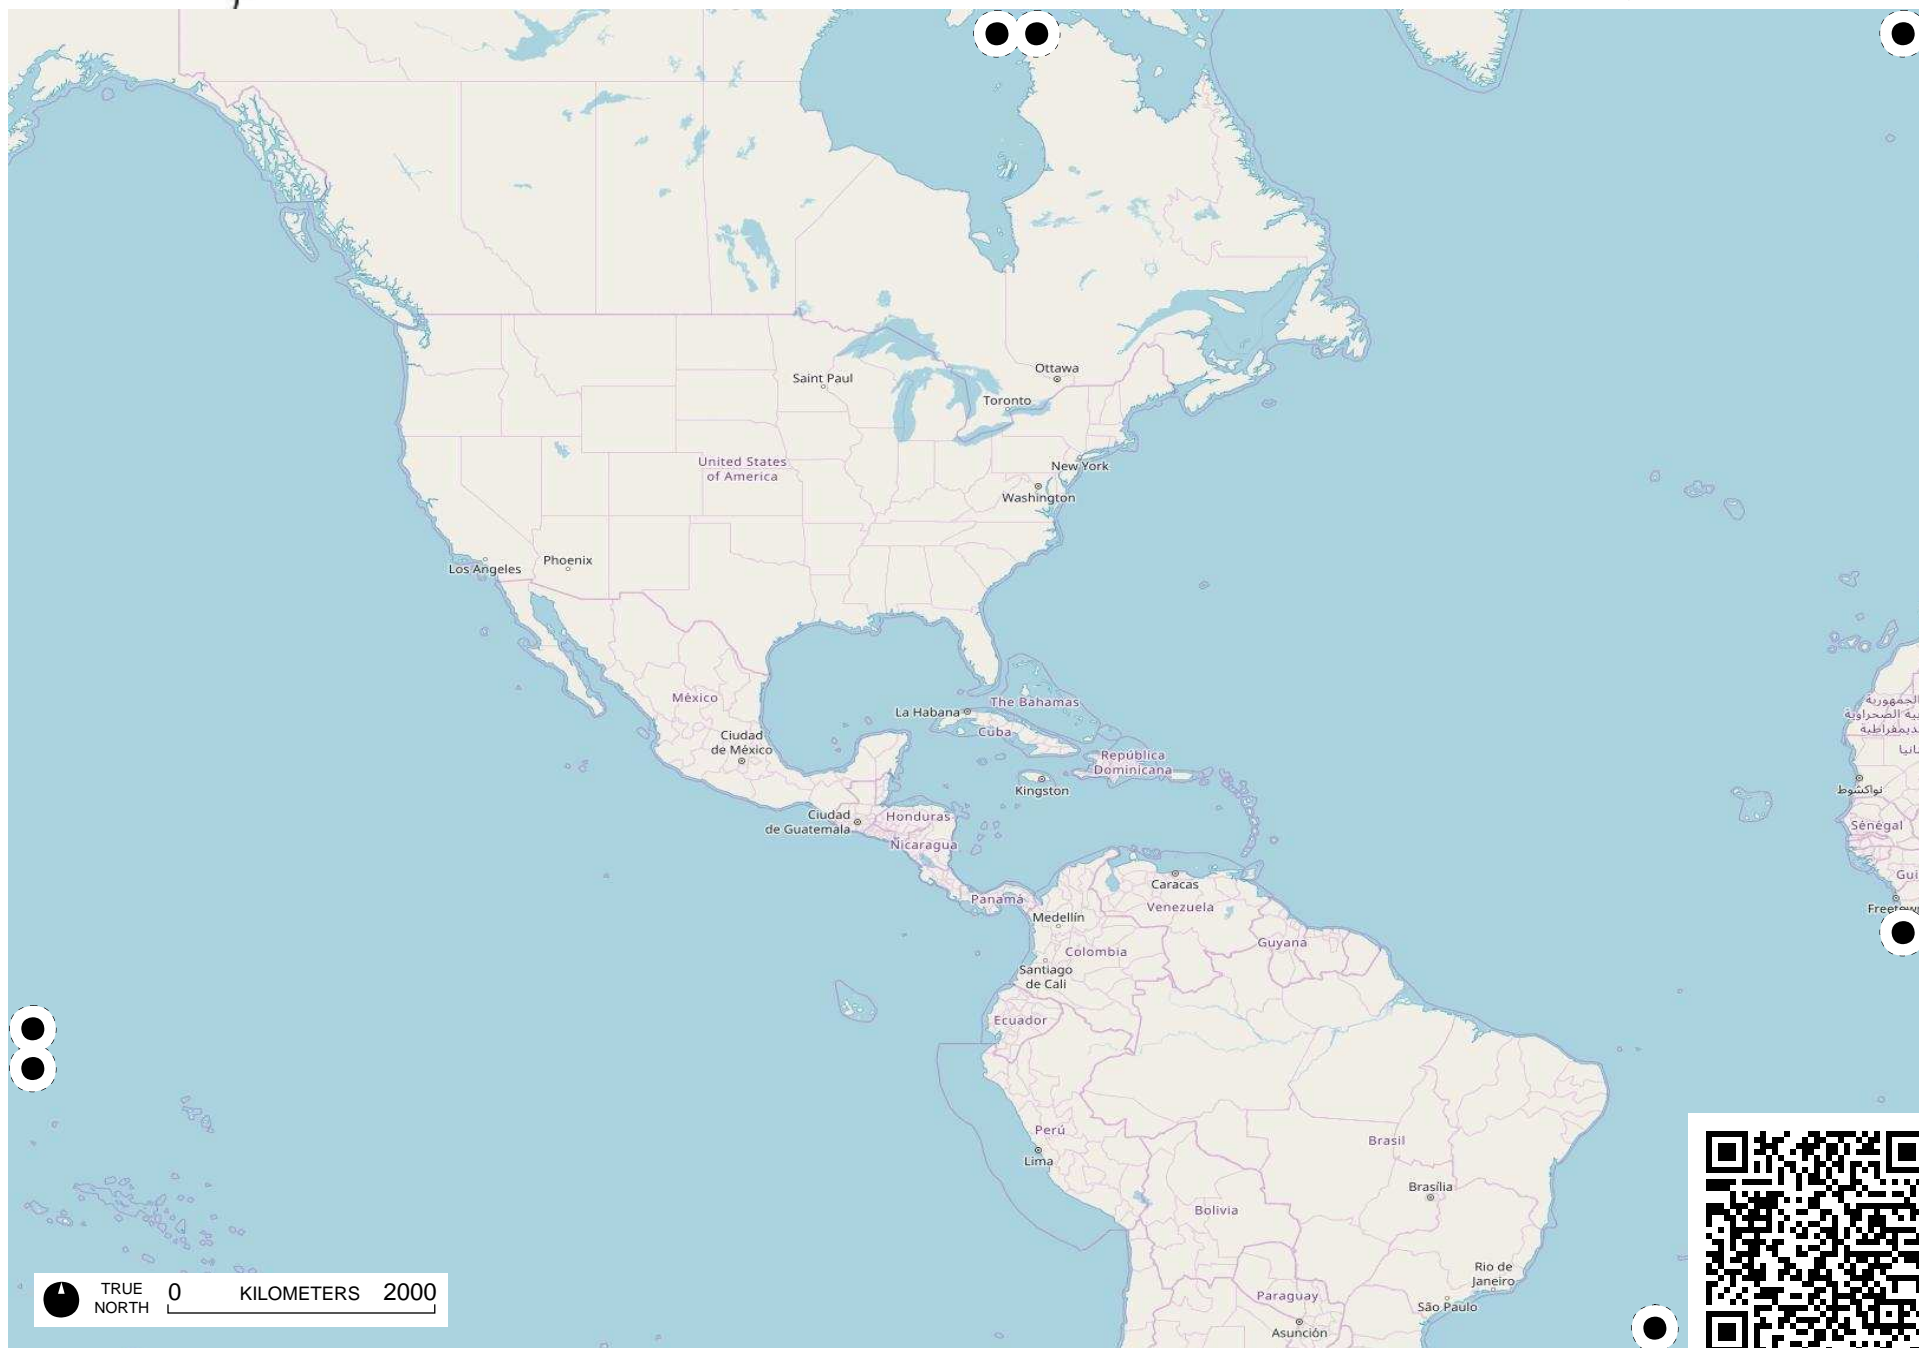 Ottawa
Saint Paul
Toronto
United States
of America
New York
Washington
Los Angeles
Phoenix
México
La Habana
The Bahamas
Cuba
Ciudad
de México
República
Dominicana
Kingston
نواكشوط
Ciudad
de Guatemala
Honduras
Nicaragua
Sénégal
Caracas
Panamá
Venezuela
Medellín
Colombia
Guyana
Santiago
de Cali
Ecuador
Perú
Lima
Brasil
Brasília
Bolivia
Rio de
Janeiro
Paraguay
São Paulo
Asunción
TRUE
NORTH
0 KILOMETERS 2000